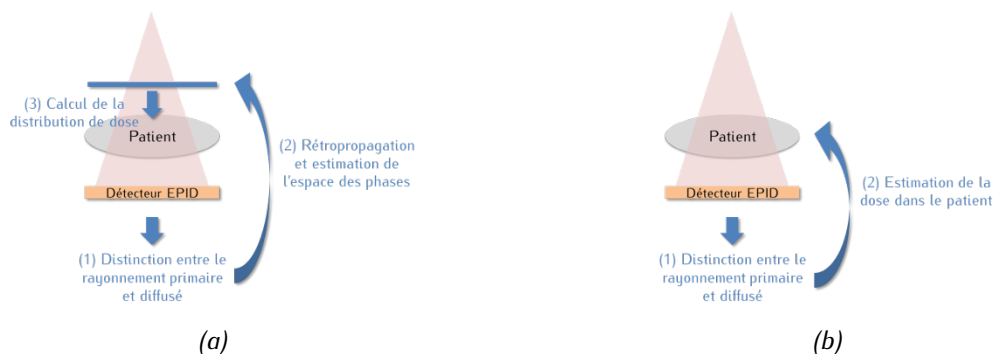 (3) Calcul de la
distribution de dose
Patient
(2) Rétropropagation
et estimation de
l'espace des phases
Détecteur EPID
(1) Distinction entre le
rayonnement primaire
et diffusé
(a)
Patient
Détecteur EPID
(2) Estimation de la
dose dans le patient
(1) Distinction entre le
rayonnement primaire
et diffusé
(b)